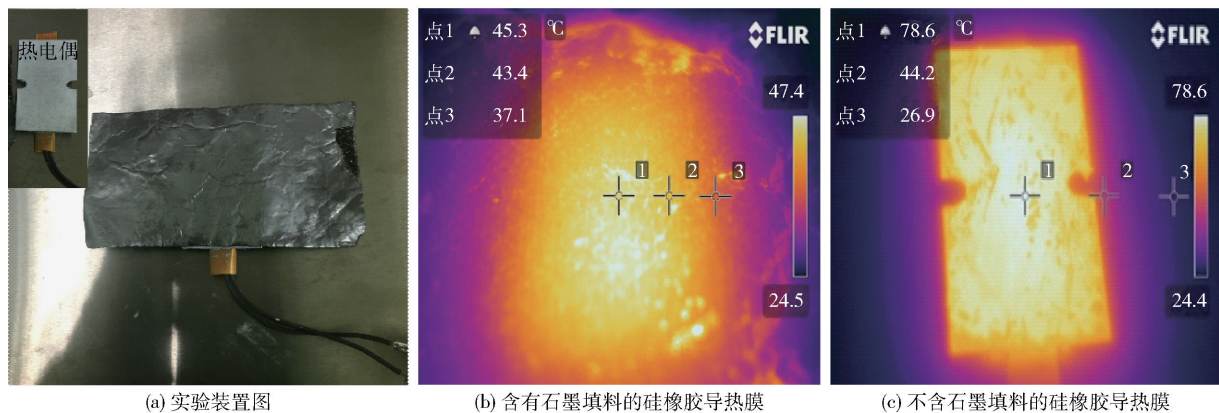 热电偶
点1 45.3 ℃
点2 43.4
点3 37.1
FLIR
47.4
24.5
1 2 3
点1 78.6 ℃
点2 44.2
点3 26.9
FLIR
78.6
24.4
1 2 3
(a) 实验装置图
(b) 含有石墨填料的硅橡胶导热膜
(c) 不含石墨填料的硅橡胶导热膜